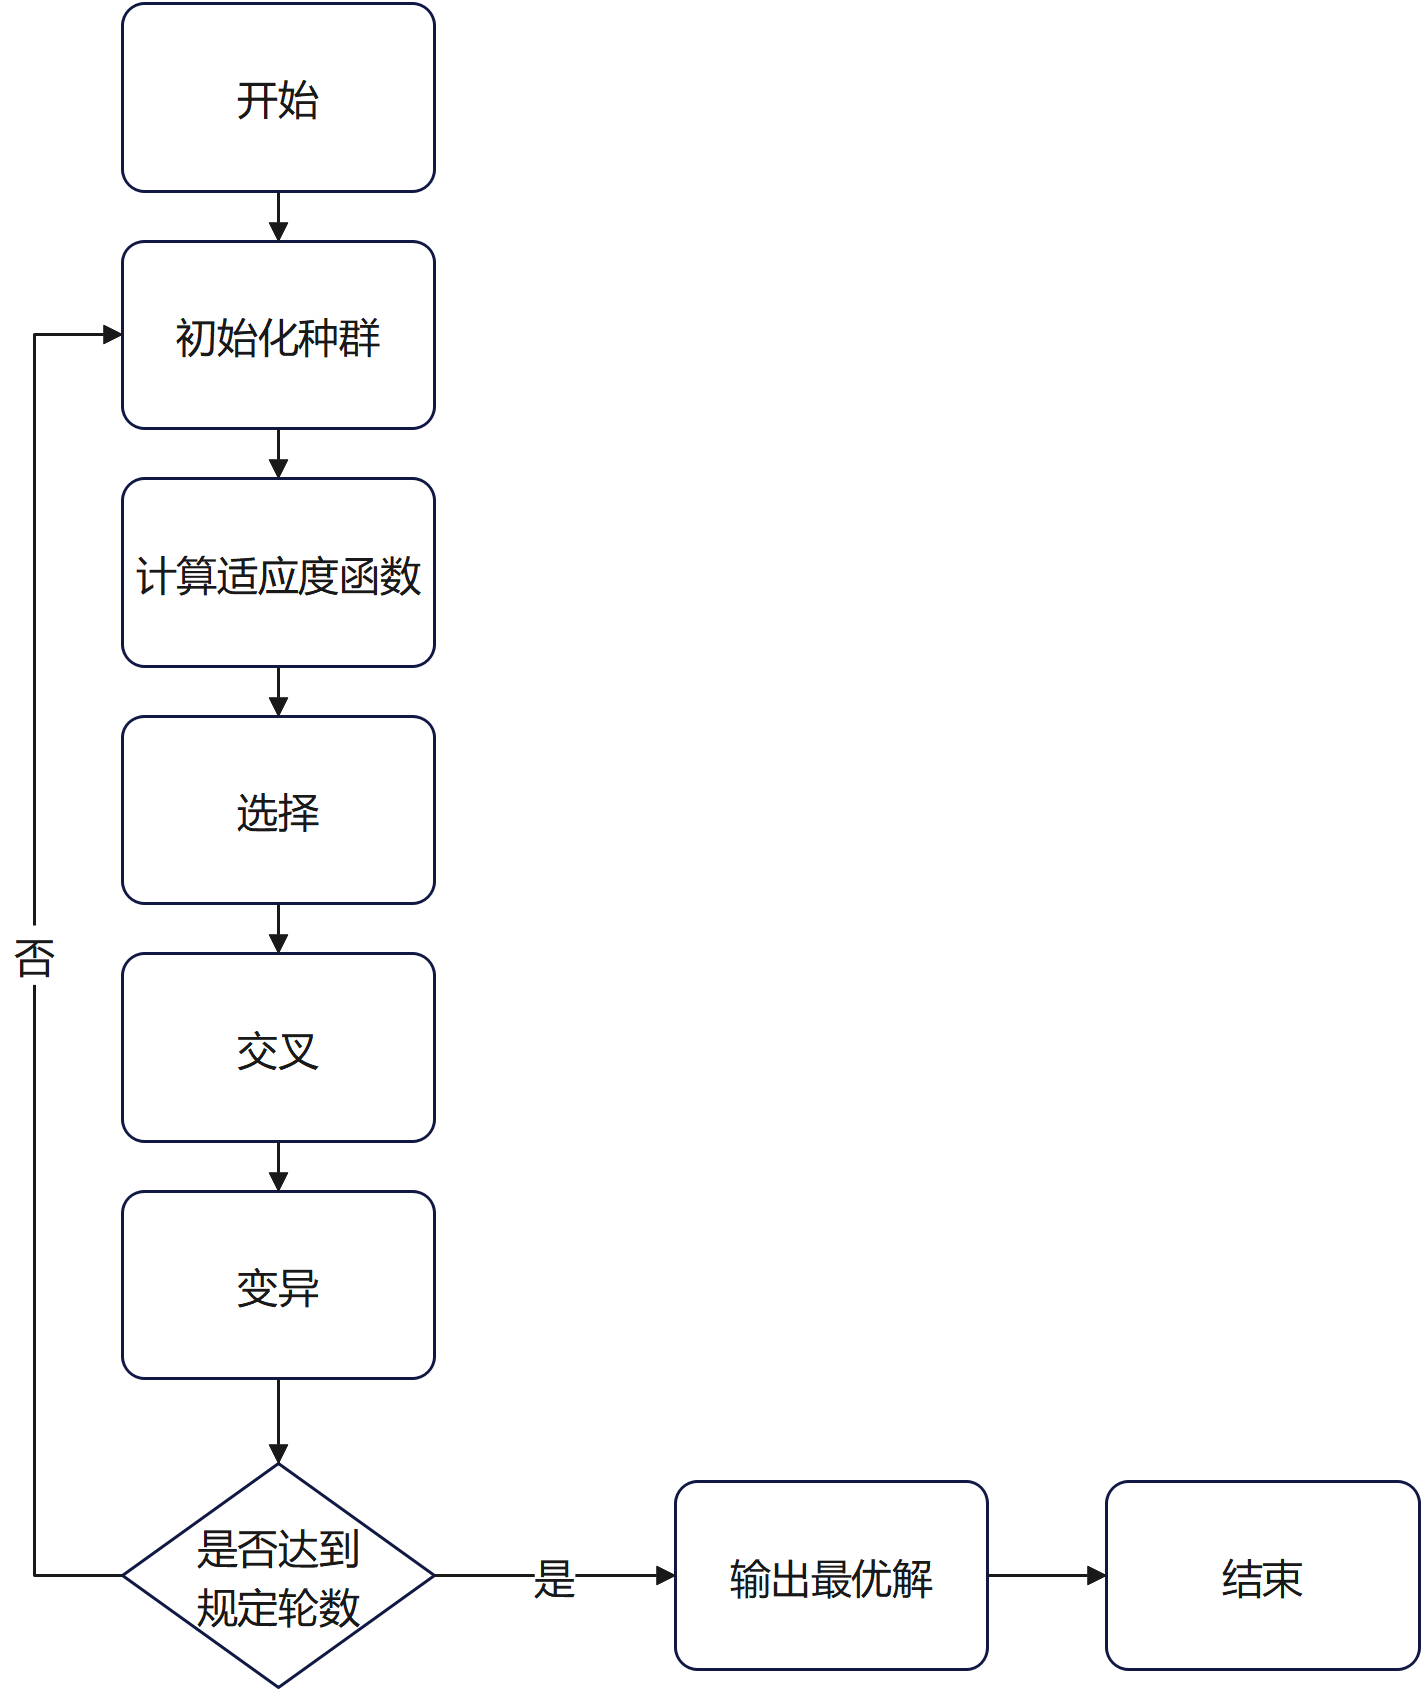 开始
初始化种群
计算适应度函数
选择
否
交叉
变异
是否达到
规定轮数
是
输出最优解
结束